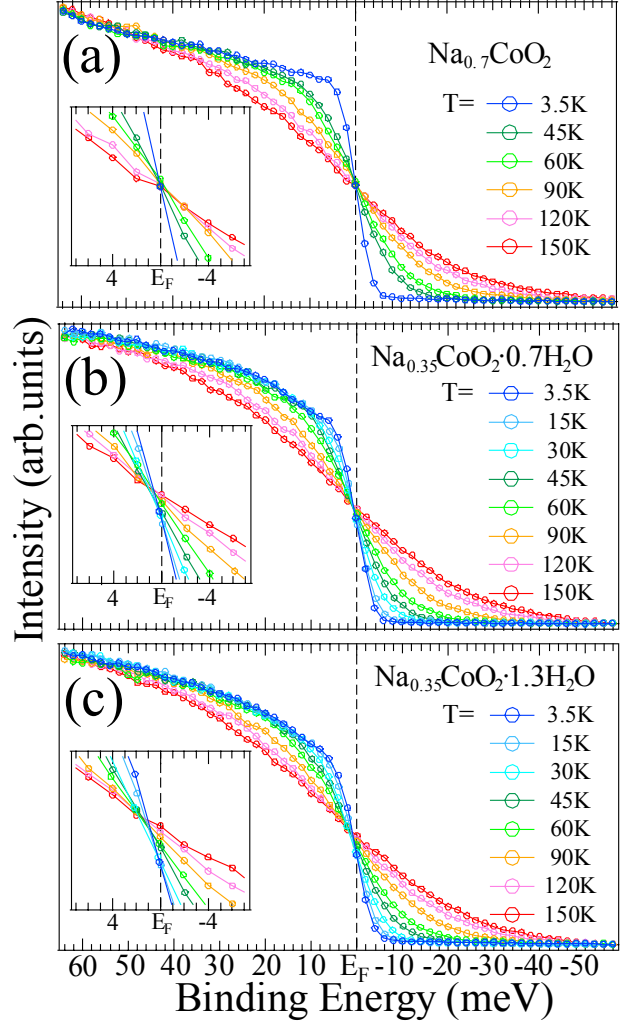 (a)
Na0.7CoO2
T=
3.5K
45K
60K
90K
120K
150K
4 EF -4
(b)
Na0.35CoO2·0.7H2O
T=
3.5K
15K
30K
45K
60K
90K
120K
150K
4 EF -4
Intensity (arb.units)
(c)
Na0.35CoO2·1.3H2O
T=
3.5K
15K
30K
45K
60K
90K
120K
150K
4 EF -4
60 50 40 30 20 10 EF -10 -20 -30 -40 -50
Binding Energy (meV)